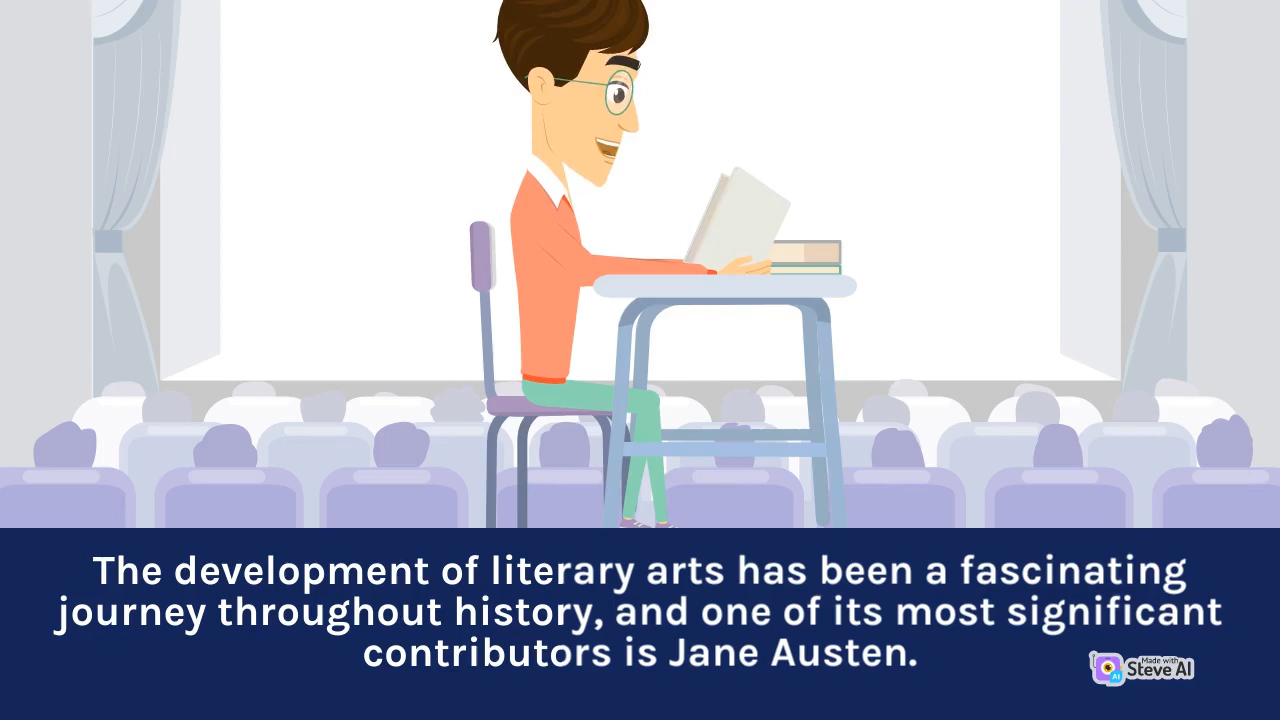 The development of literary arts has been a fascinating
journey throughout history, and one of its most significant
contributors is Jane Austen.
Made with
Steve AI
AI